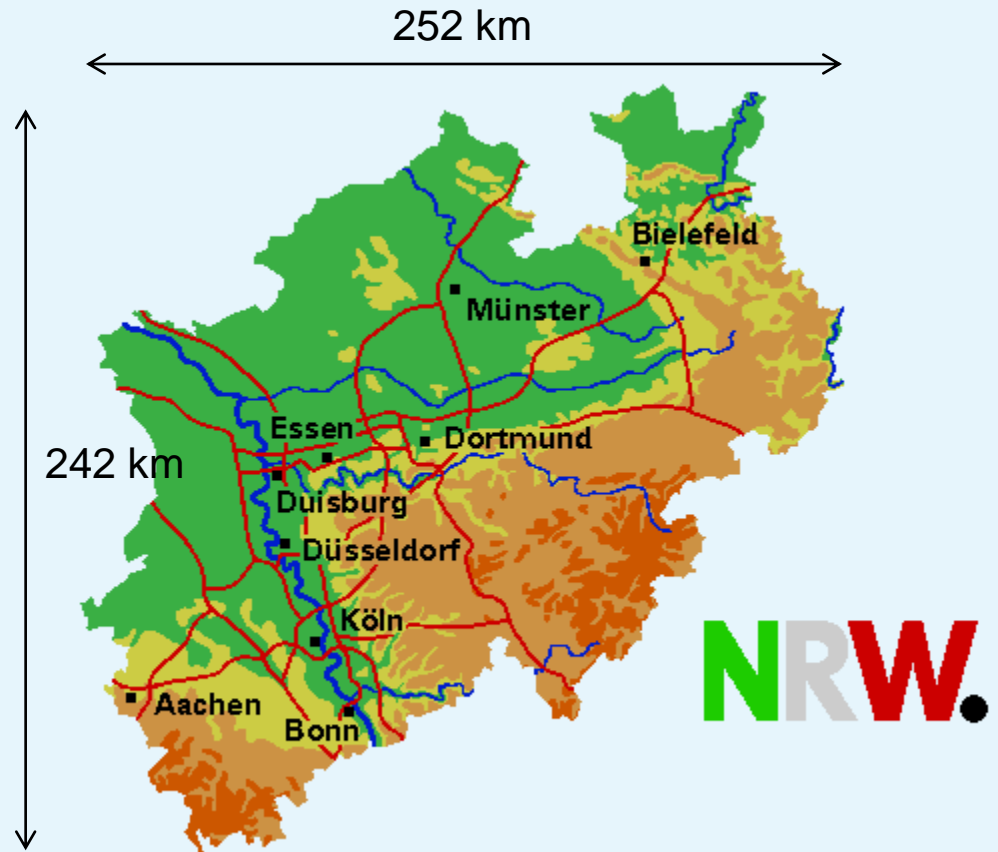 252 km
Bielefeld
Münster
Essen
Dortmund
242 km
Duisburg
Düsseldorf
Köln
NRW.
Aachen
Bonn